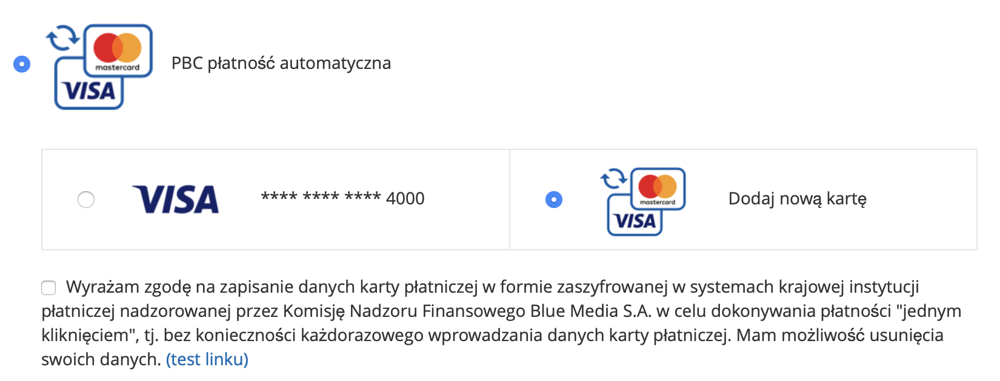 mastercard
VISA
PBC płatność automatyczna
VISA
**** **** **** 4000
mastercard
VISA
Dodaj nową kartę
Wyrażam zgodę na zapisanie danych karty płatniczej w formie zaszyfrowanej w systemach krajowej instytucji
płatniczej nadzorowanej przez Komisję Nadzoru Finansowego Blue Media S.A. w celu dokonywania płatności "jednym
kliknięciem", tj. bez konieczności każdorazowego wprowadzania danych karty płatniczej. Mam możliwość usunięcia
swoich danych. (test linku)